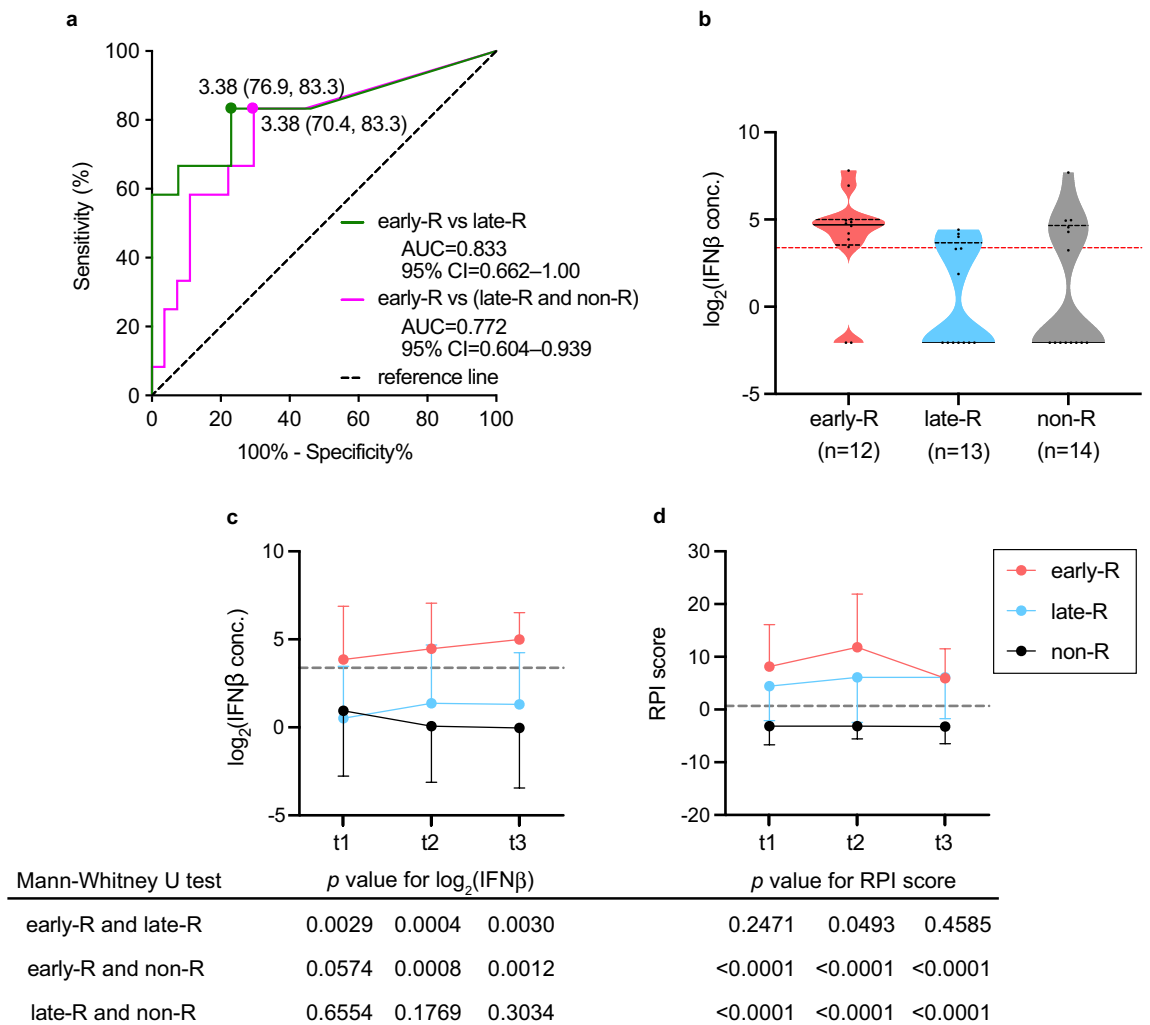 a
100
80
60
40
20
0
Sensitivity (%)
3.38 (76.9, 83.3)
3.38 (70.4, 83.3)
early-R vs late-R
AUC=0.833
95% CI=0.662–1.00
early-R vs (late-R and non-R)
AUC=0.772
95% CI=0.604–0.939
reference line
0 20 40 60 80 100
100% - Specificity%
b
10
5
0
-5
log2(IFNβ conc.)
early-R late-R non-R
(n=12) (n=13) (n=14)
c
10
5
0
-5
log2(IFNβ conc.)
t1 t2 t3
d
30
20
10
0
-10
-20
RPI score
t1 t2 t3
early-R
late-R
non-R
Mann-Whitney U test p value for log2(IFNβ) p value for RPI score
early-R and late-R 0.0029 0.0004 0.0030 0.2471 0.0493 0.4585
early-R and non-R 0.0574 0.0008 0.0012 <0.0001 <0.0001 <0.0001
late-R and non-R 0.6554 0.1769 0.3034 <0.0001 <0.0001 <0.0001